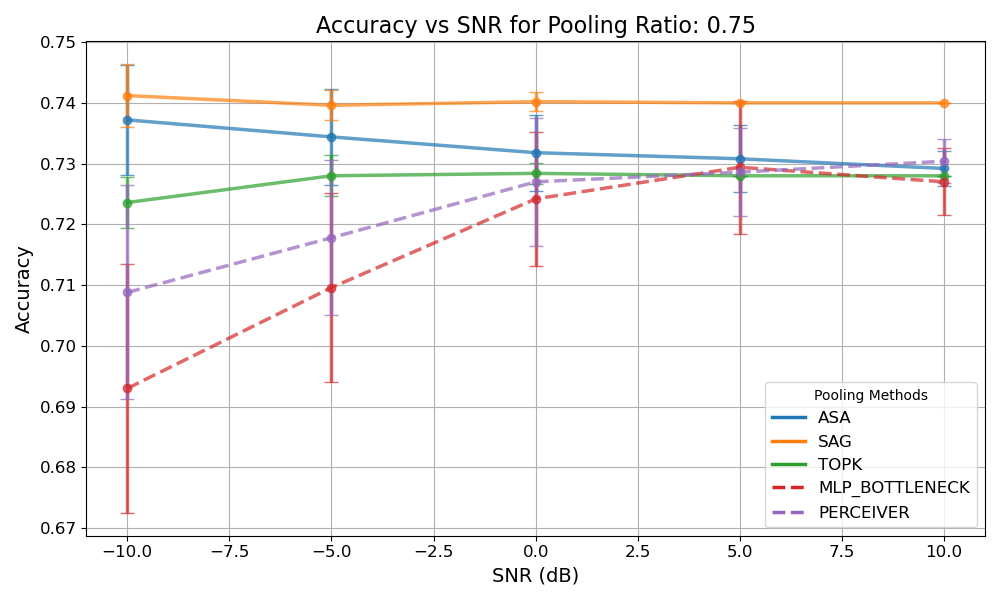 Accuracy vs SNR for Pooling Ratio: 0.75
0.75
0.74
0.73
0.72
0.71
0.70
0.69
0.68
0.67
Accuracy
Pooling Methods
ASA
SAG
TOPK
MLP_BOTTLENECK
PERCEIVER
−10.0 −7.5 −5.0 −2.5 0.0 2.5 5.0 7.5 10.0
SNR (dB)